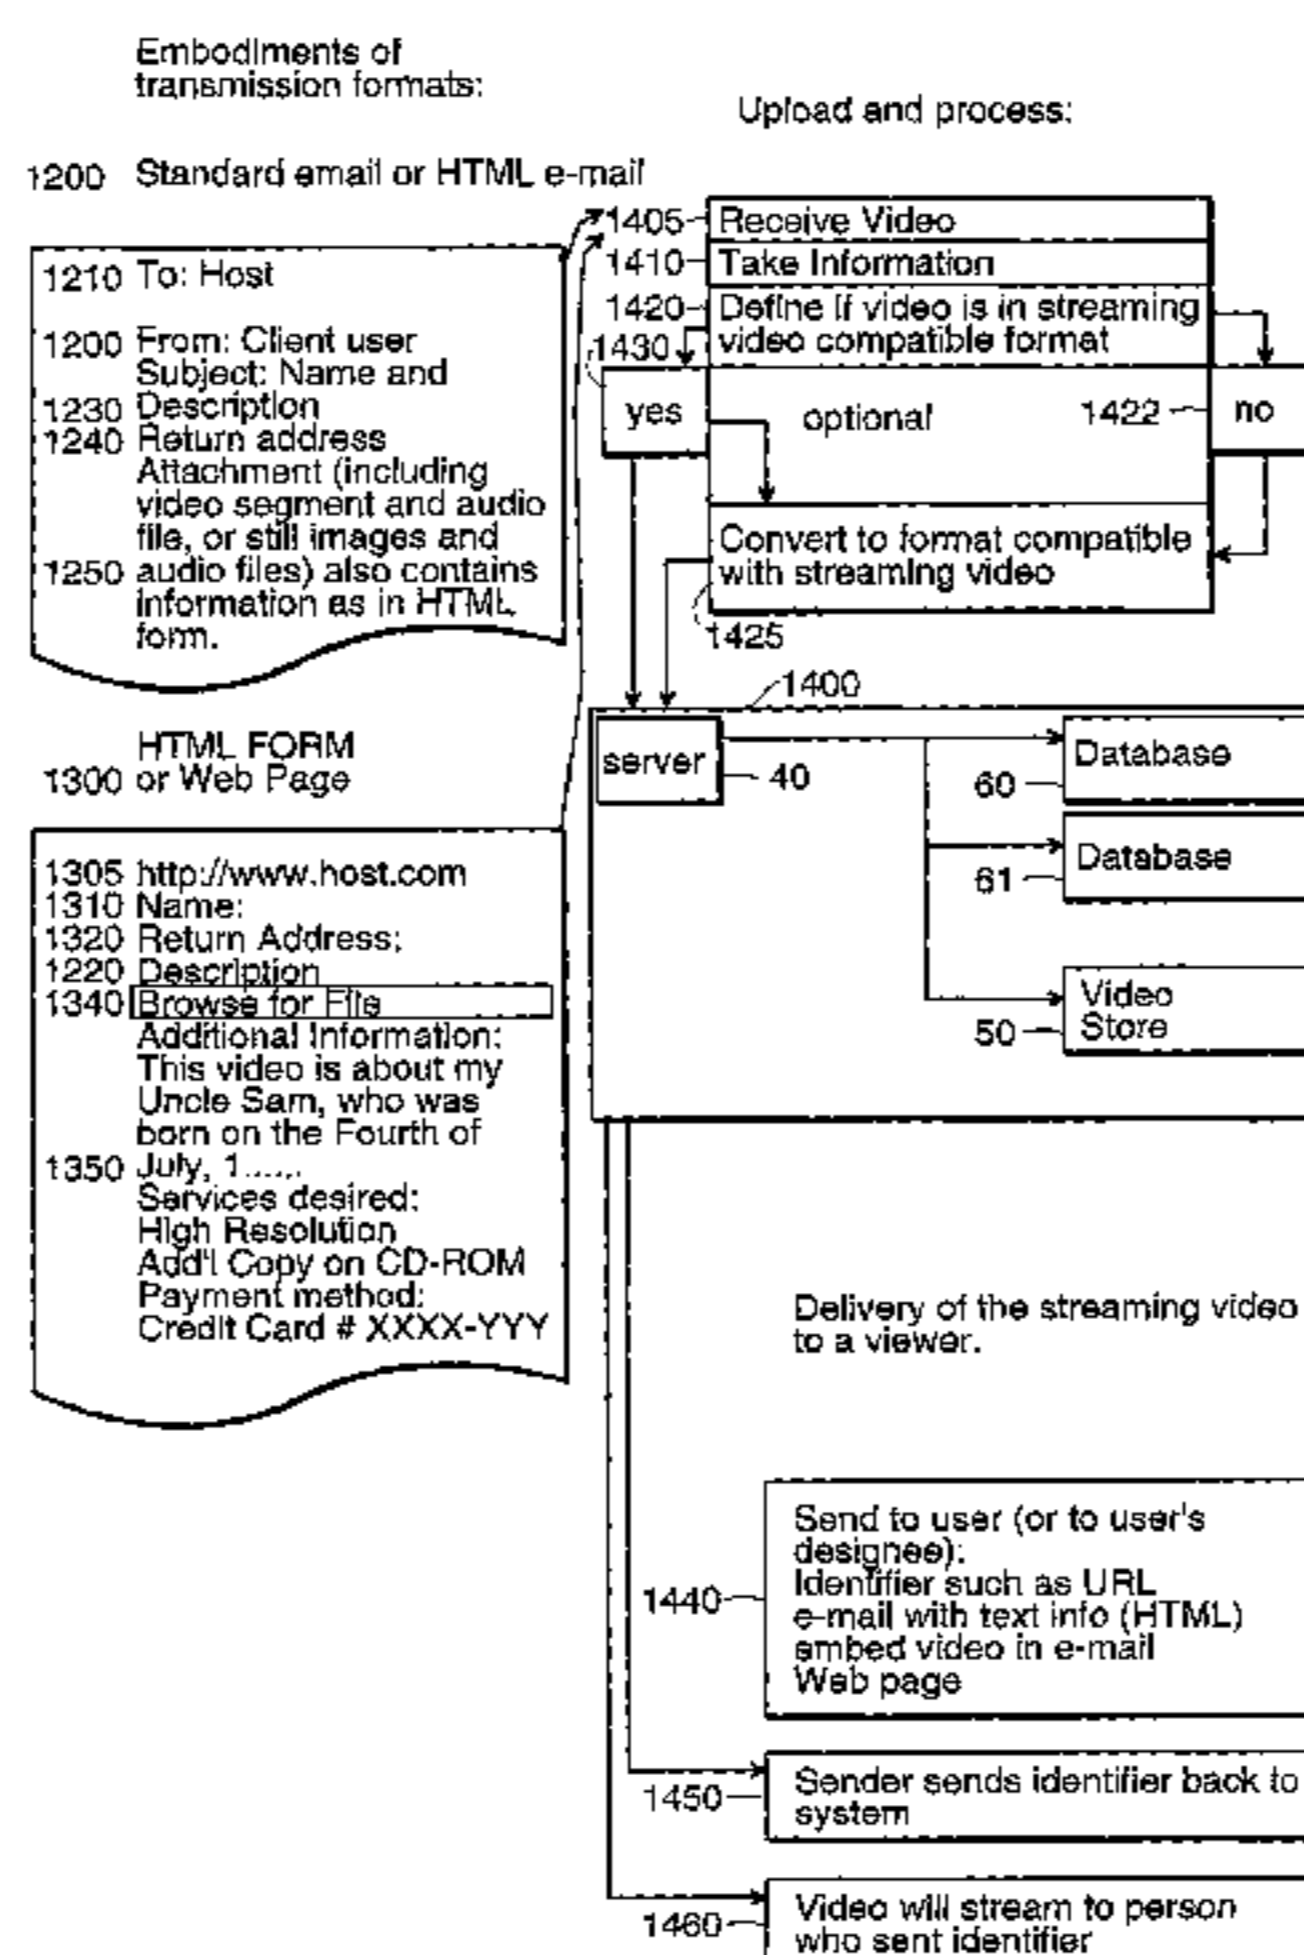 Embodiments of
transmission formats:
1200 Standard email or HTML e-mail
1210 To: Host
1200 From: Client user
Subject: Name and
1230 Description
1240 Return address
Attachment (including
video segment and audio
file, or still images and
1250 audio files) also contains
information as in HTML
form.
HTML FORM
1300 or Web Page
1305 http://www.host.com
1310 Name:
1320 Return Address:
1220 Description
1340 Browse for File
Additional Information:
This video is about my
Uncle Sam, who was
born on the Fourth of
1350 July, 1......
Services desired:
High Resolution
Add'l Copy on CD-ROM
Payment method:
Credit Card # XXXX-YYY
Upload and process:
1405 Receive Video
1410 Take Information
1420 Define if video is in streaming
video compatible format
1430
yes
optional
1422 no
Convert to format compatible
with streaming video
1425
1400
server 40
60 Database
61 Database
Video
50 Store
Delivery of the streaming video
to a viewer.
Send to user (or to user's
designee):
Identifier such as URL
1440 e-mail with text info (HTML)
embed video in e-mail
Web page
1450 Sender sends identifier back to
system
1460 Video will stream to person
who sent identifier